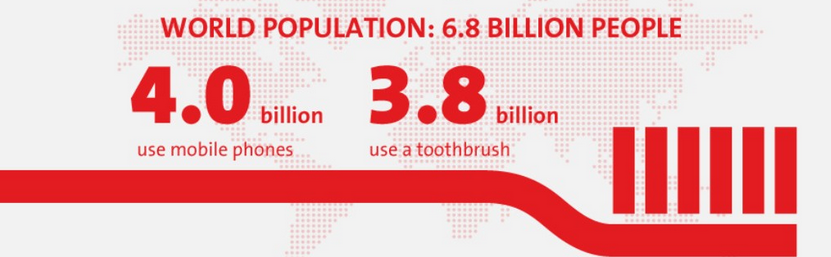 WORLD POPULATION: 6.8 BILLION PEOPLE
4.0 billion 3.8 billion
use mobile phones use a toothbrush